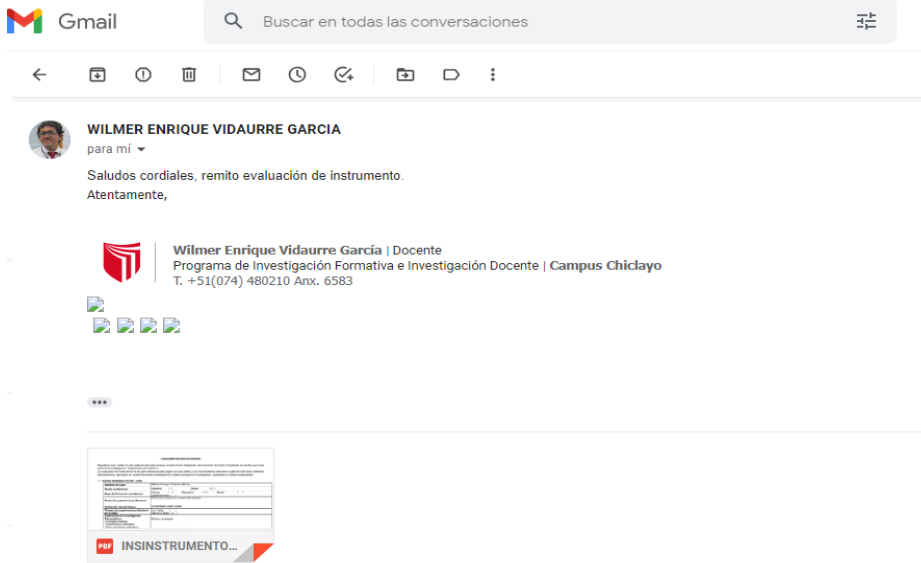 Gmail
Buscar en todas las conversaciones
WILMER ENRIQUE VIDAURRE GARCIA
para mí
Saludos cordiales, remito evaluación de instrumento.
Atentamente,
Wilmer Enrique Vidaurre García | Docente
Programa de Investigación Formativa e Investigación Docente | Campus Chiclayo
T. +51(074) 480210 Anx. 6583
PDF INSINSTRUMENTO...